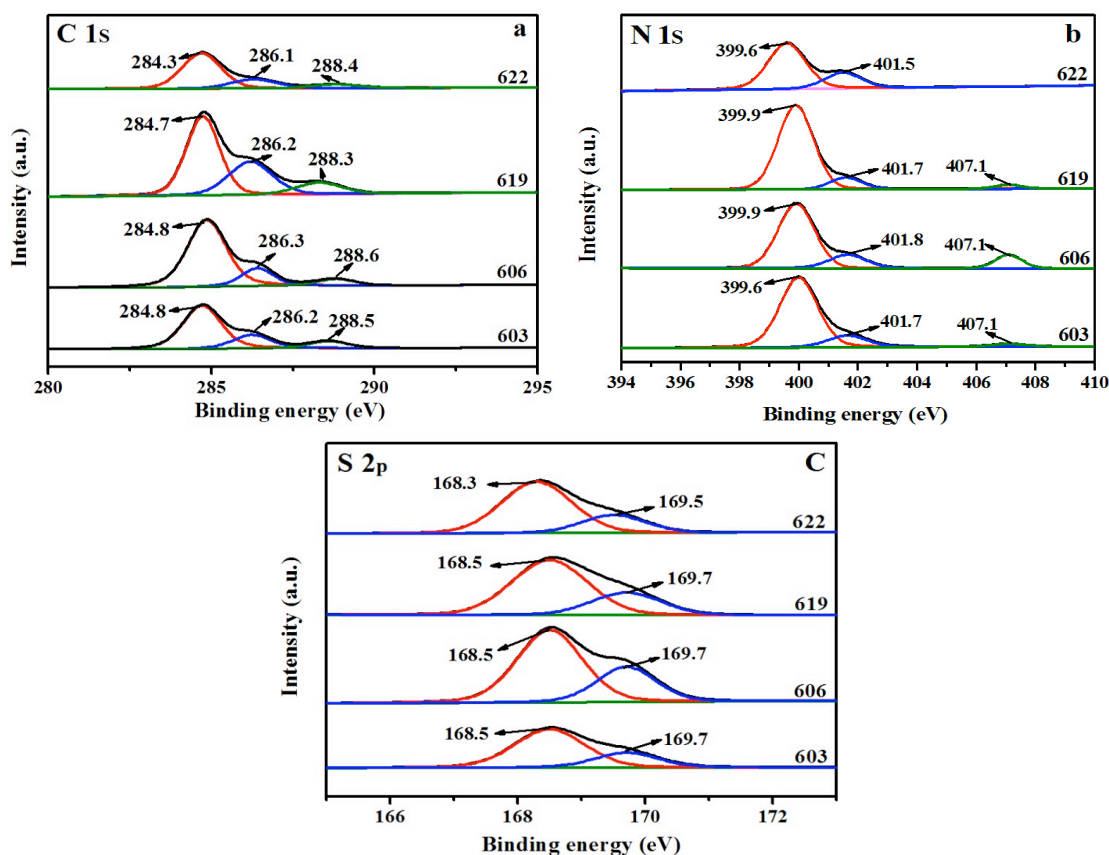 C 1s
a
284.3
286.1
288.4
622
284.7
286.2
288.3
619
284.8
286.3
288.6
606
284.8
286.2
288.5
603
Intensity (a.u.)
280 285 290 295
Binding energy (eV)
N 1s
b
399.6
401.5
622
399.9
401.7
407.1
619
399.9
401.8
407.1
606
399.6
401.7
407.1
603
Intensity (a.u.)
394 396 398 400 402 404 406 408 410
Binding energy (eV)
S 2p
C
168.3
169.5
622
168.5
169.7
619
168.5
169.7
606
168.5
169.7
603
Intensity (a.u.)
166 168 170 172
Binding energy (eV)